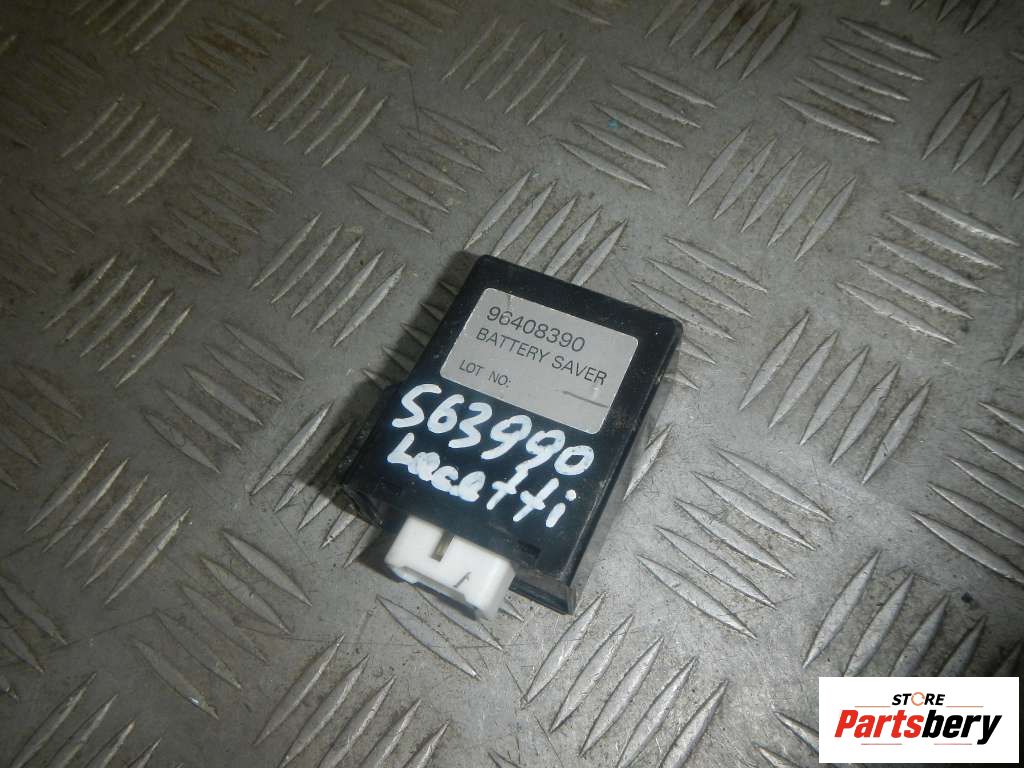 96408390
BATTERY SAVER
LOT NO:
563990
Lacetti
STORE
Partsbery